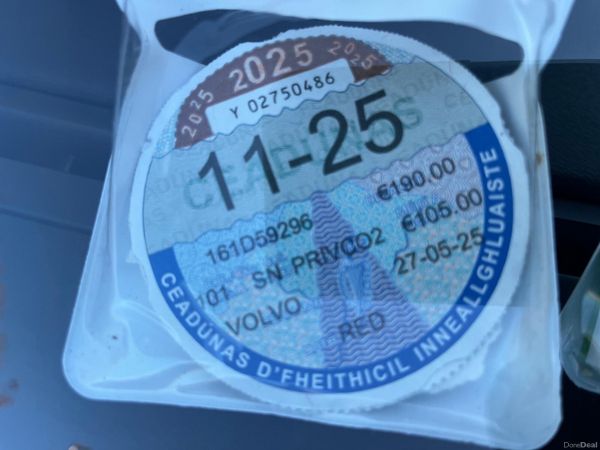 2025 2025 2025
Y 02750486
11-25
161D59296 €190.00
101 SN PRIVCO2 €105.00
VOLVO 27-05-25
RED
CEADÚNAS D'FHEITHICIL INNEALLGHLUAISTE
DoneDeal